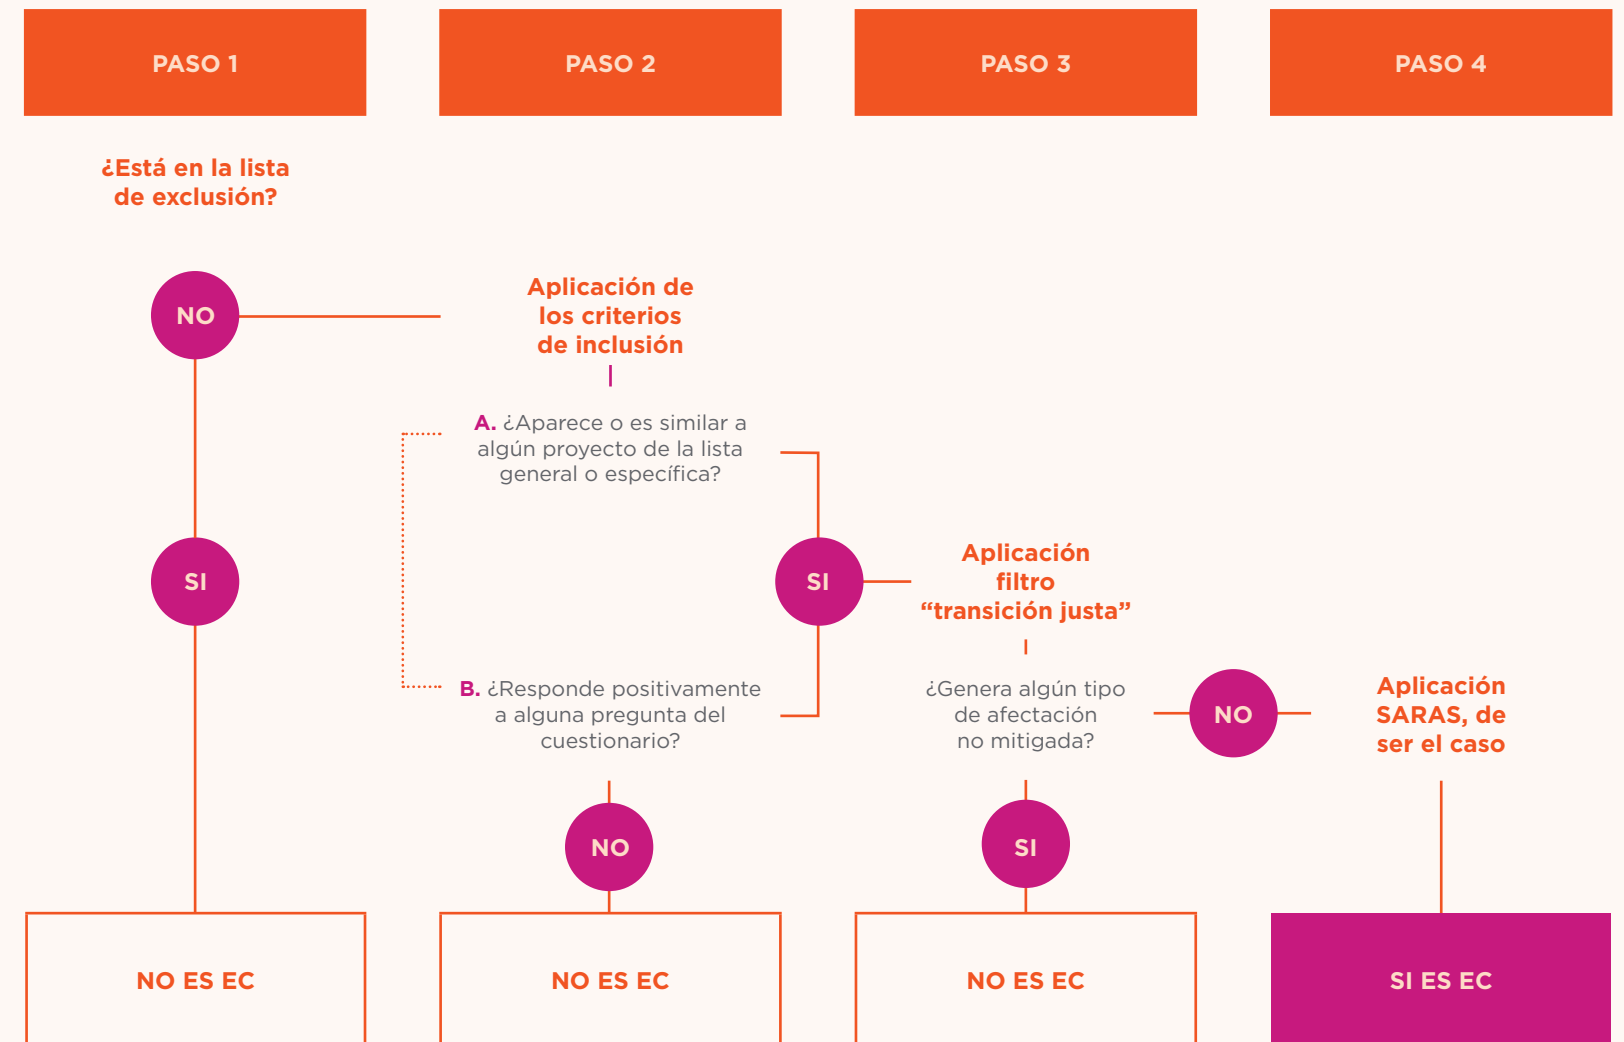 PASO 1
PASO 2
PASO 3
PASO 4
¿Está en la lista
de exclusión?
NO
SI
Aplicación de
los criterios
de inclusión
A. ¿Aparece o es similar a
algún proyecto de la lista
general o específica?
B. ¿Responde positivamente
a alguna pregunta del
cuestionario?
SI
NO
Aplicación
filtro
“transición justa”
¿Genera algún tipo
de afectación
no mitigada?
NO
SI
Aplicación
SARAS, de
ser el caso
NO ES EC
NO ES EC
NO ES EC
SI ES EC